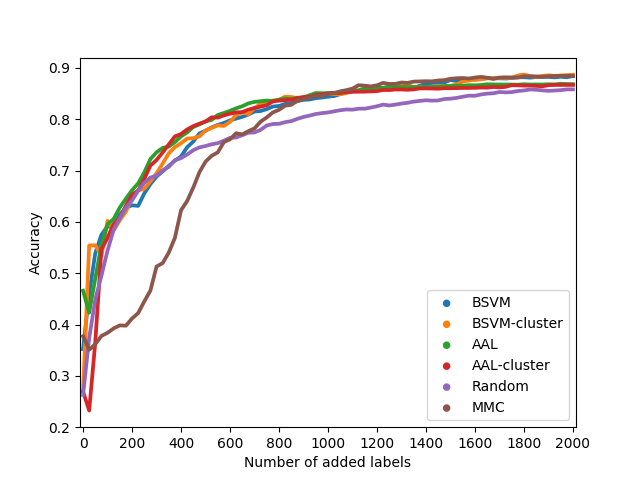 0.9
0.8
0.7
0.6
0.5
0.4
0.3
0.2
Accuracy
BSVM
BSVM-cluster
AAL
AAL-cluster
Random
MMC
0 200 400 600 800 1000 1200 1400 1600 1800 2000
Number of added labels